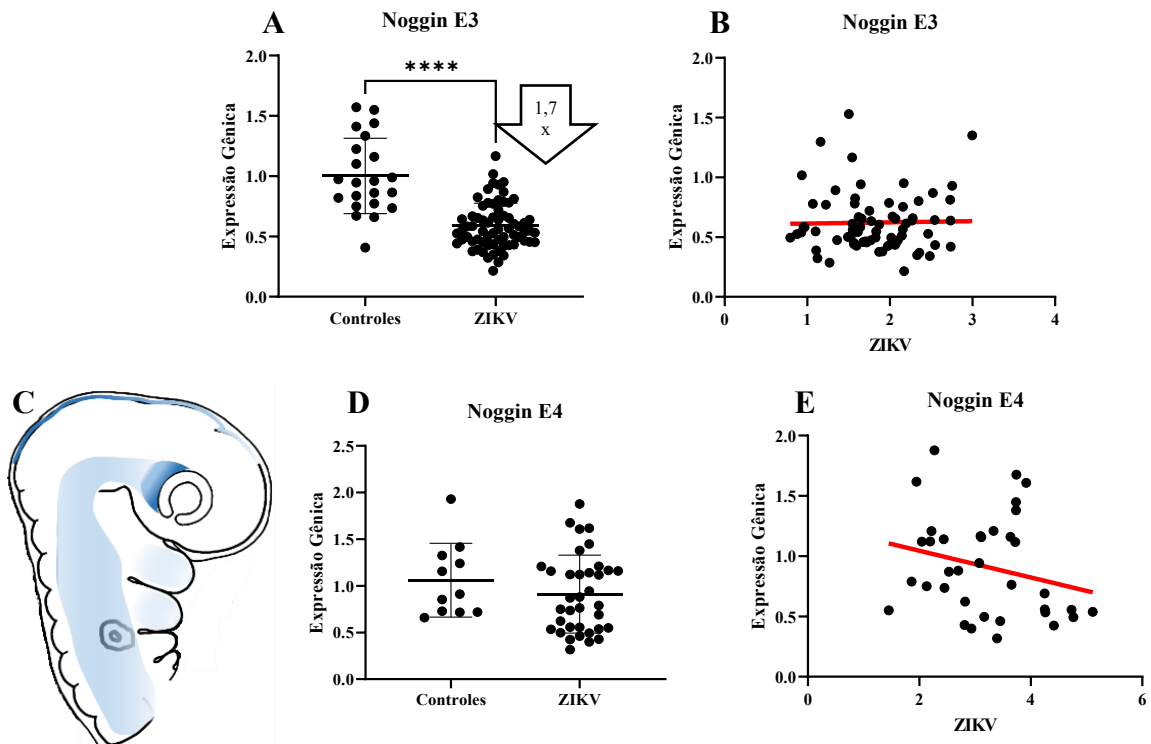 A
Noggin E3
Expressão Gênica
2.0
1.5
1.0
0.5
0.0
****
1,7
x
Controles
ZIKV
B
Noggin E3
Expressão Gênica
2.0
1.5
1.0
0.5
0.0
0
1
2
3
4
ZIKV
C
D
Noggin E4
Expressão Gênica
2.5
2.0
1.5
1.0
0.5
0.0
Controles
ZIKV
E
Noggin E4
Expressão Gênica
2.0
1.5
1.0
0.5
0.0
0
2
4
6
ZIKV